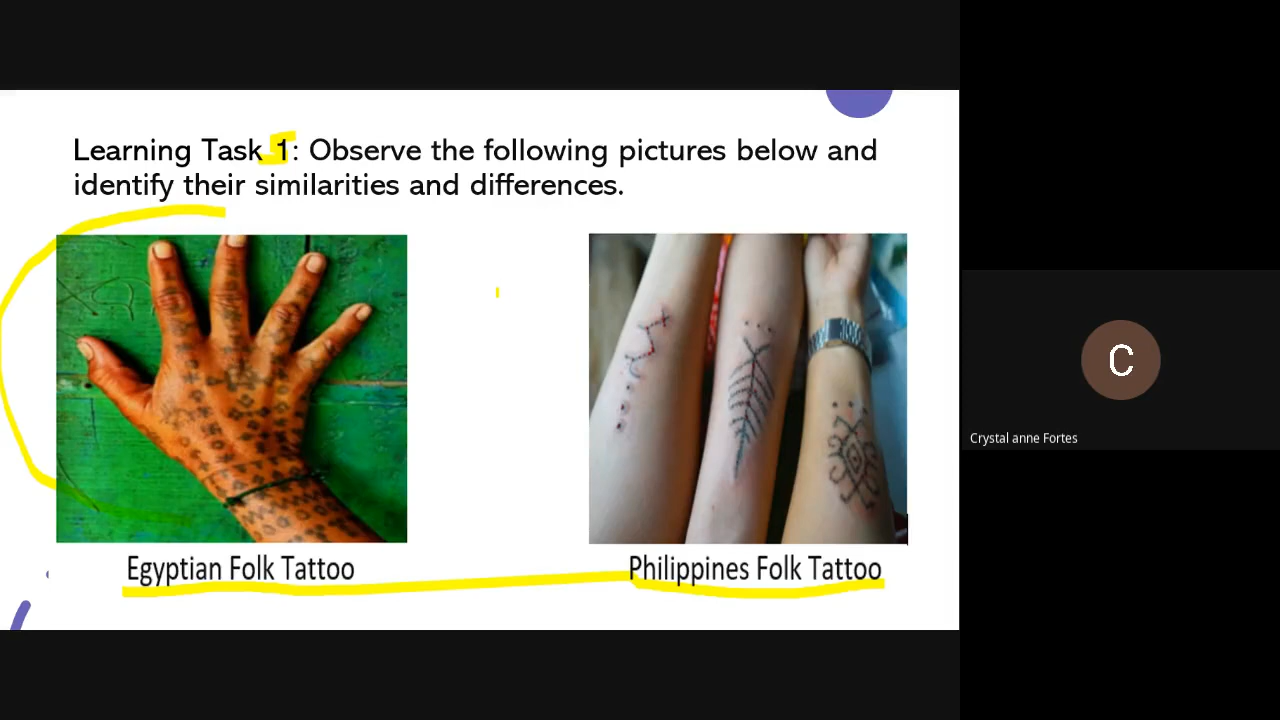 Learning Task 1: Observe the following pictures below and
identify their similarities and differences.
Egyptian Folk Tattoo
Philippines Folk Tattoo
C
Crystal anne Fortes